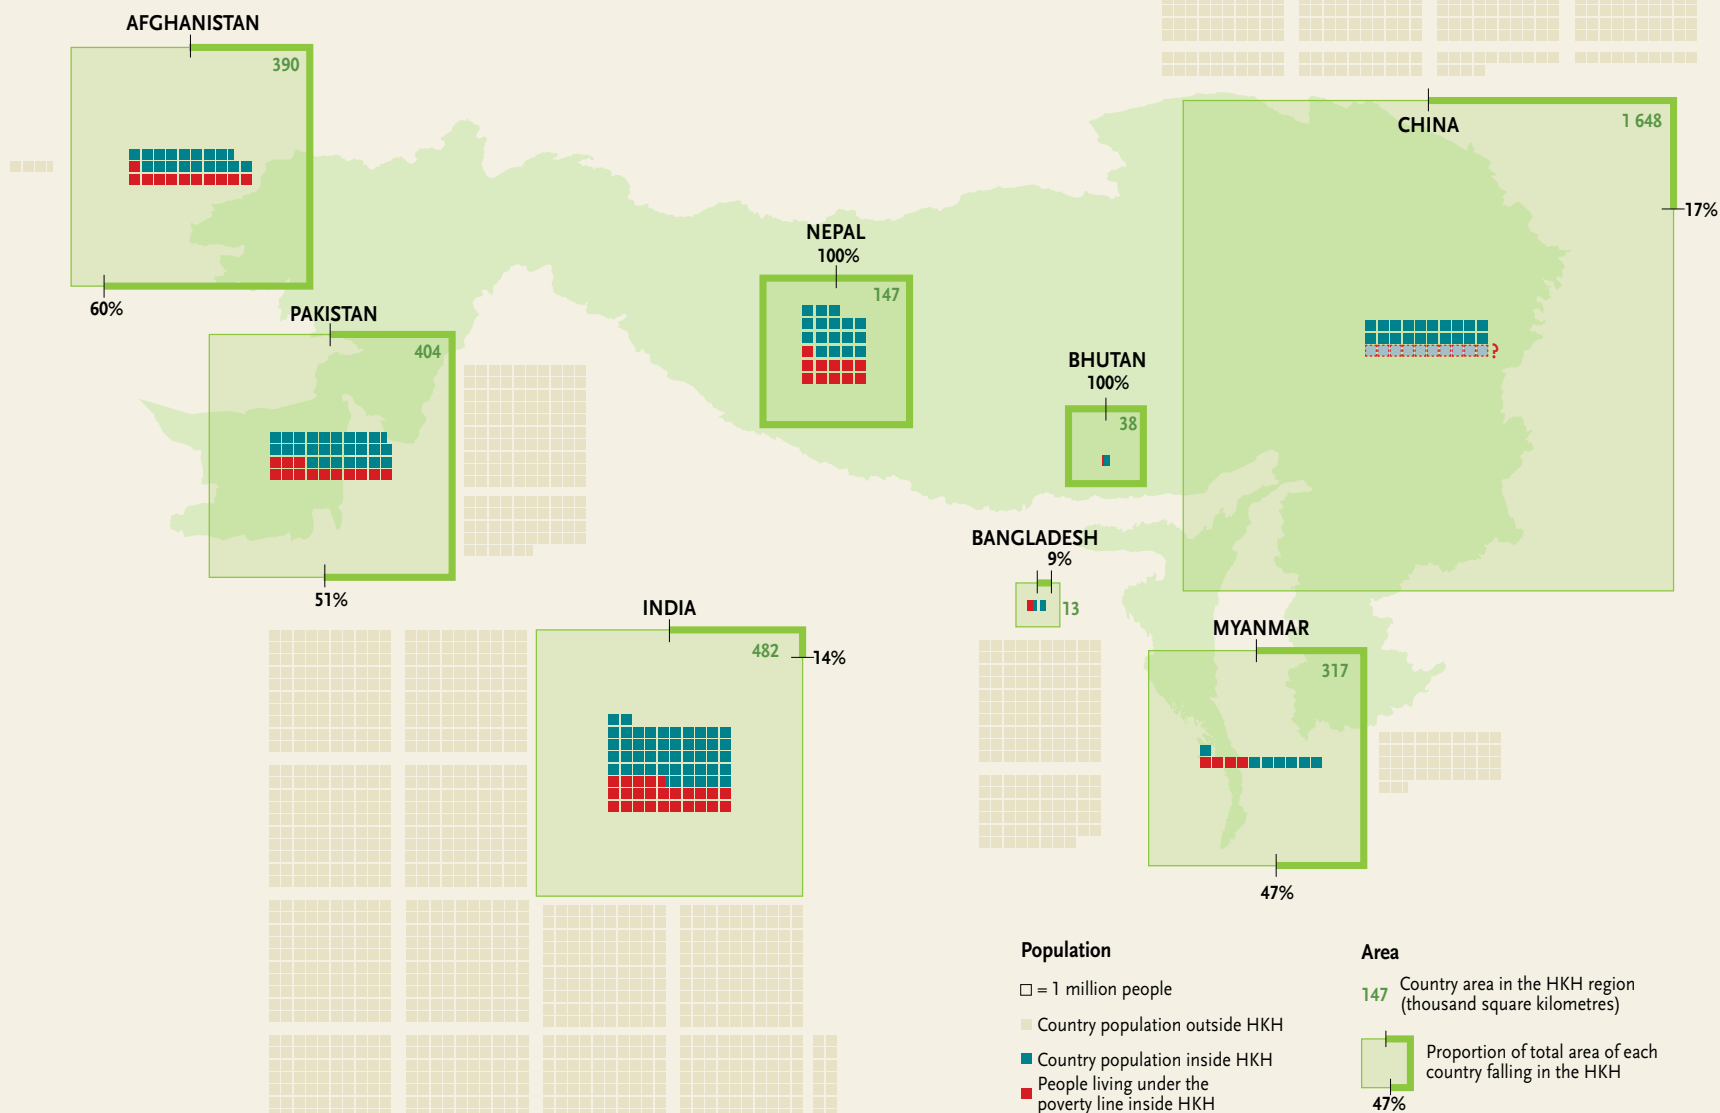 AFGHANISTAN
390
60%
PAKISTAN
404
51%
NEPAL
100%
147
BHUTAN
100%
38
CHINA
1 648
17%
?
BANGLADESH
9%
13
INDIA
482
14%
MYANMAR
317
47%
Population
= 1 million people
Country population outside HKH
Country population inside HKH
People living under the
poverty line inside HKH
Area
147
Country area in the HKH region
(thousand square kilometres)
Proportion of total area of each
country falling in the HKH
47%